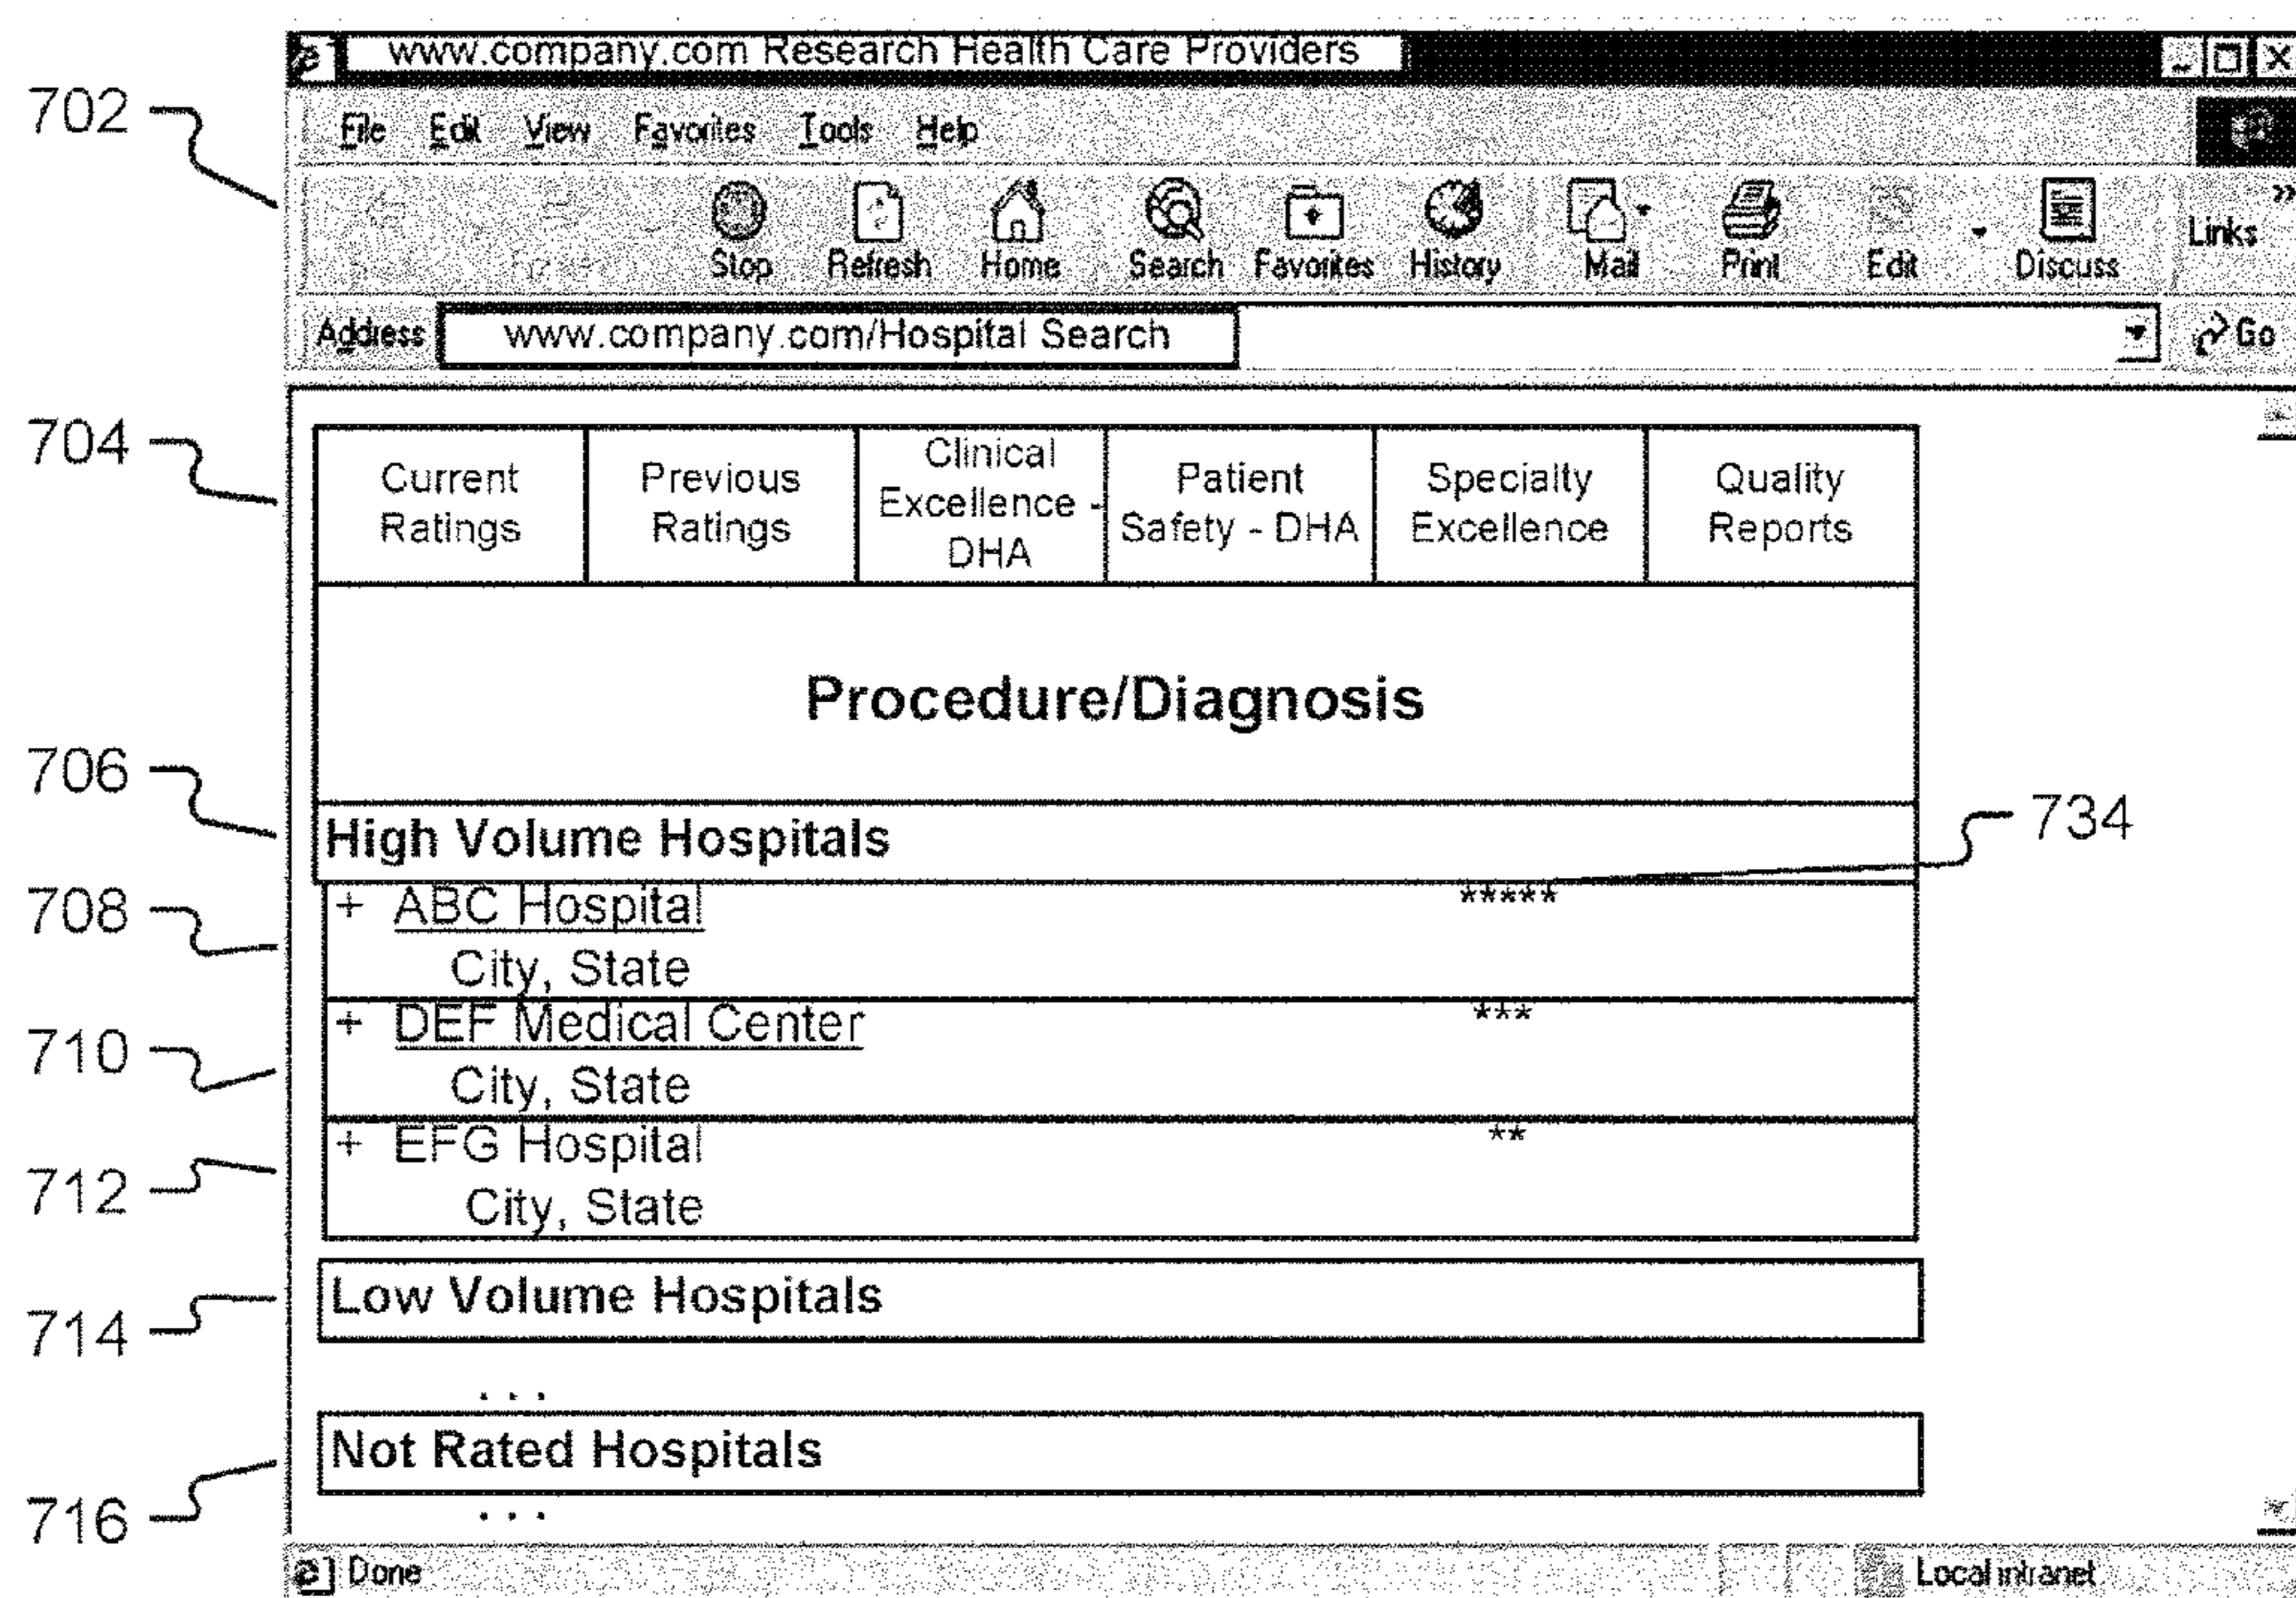 www.company.com Research Health Care Providers
702
File Edit View Favorites Tools Help
Stop Refresh Home Search Favorites History Mail Print Edit Discuss Links »
Address www.company.com/Hospital Search Go
704
Current Ratings
Previous Ratings
Clinical Excellence - DHA
Patient Safety - DHA
Specialty Excellence
Quality Reports
Procedure/Diagnosis
706
High Volume Hospitals
734
708
+ ABC Hospital *****
City, State
710
+ DEF Medical Center ***
City, State
712
+ EFG Hospital **
City, State
714
Low Volume Hospitals
. . .
716
Not Rated Hospitals
. . .
Done Local intranet